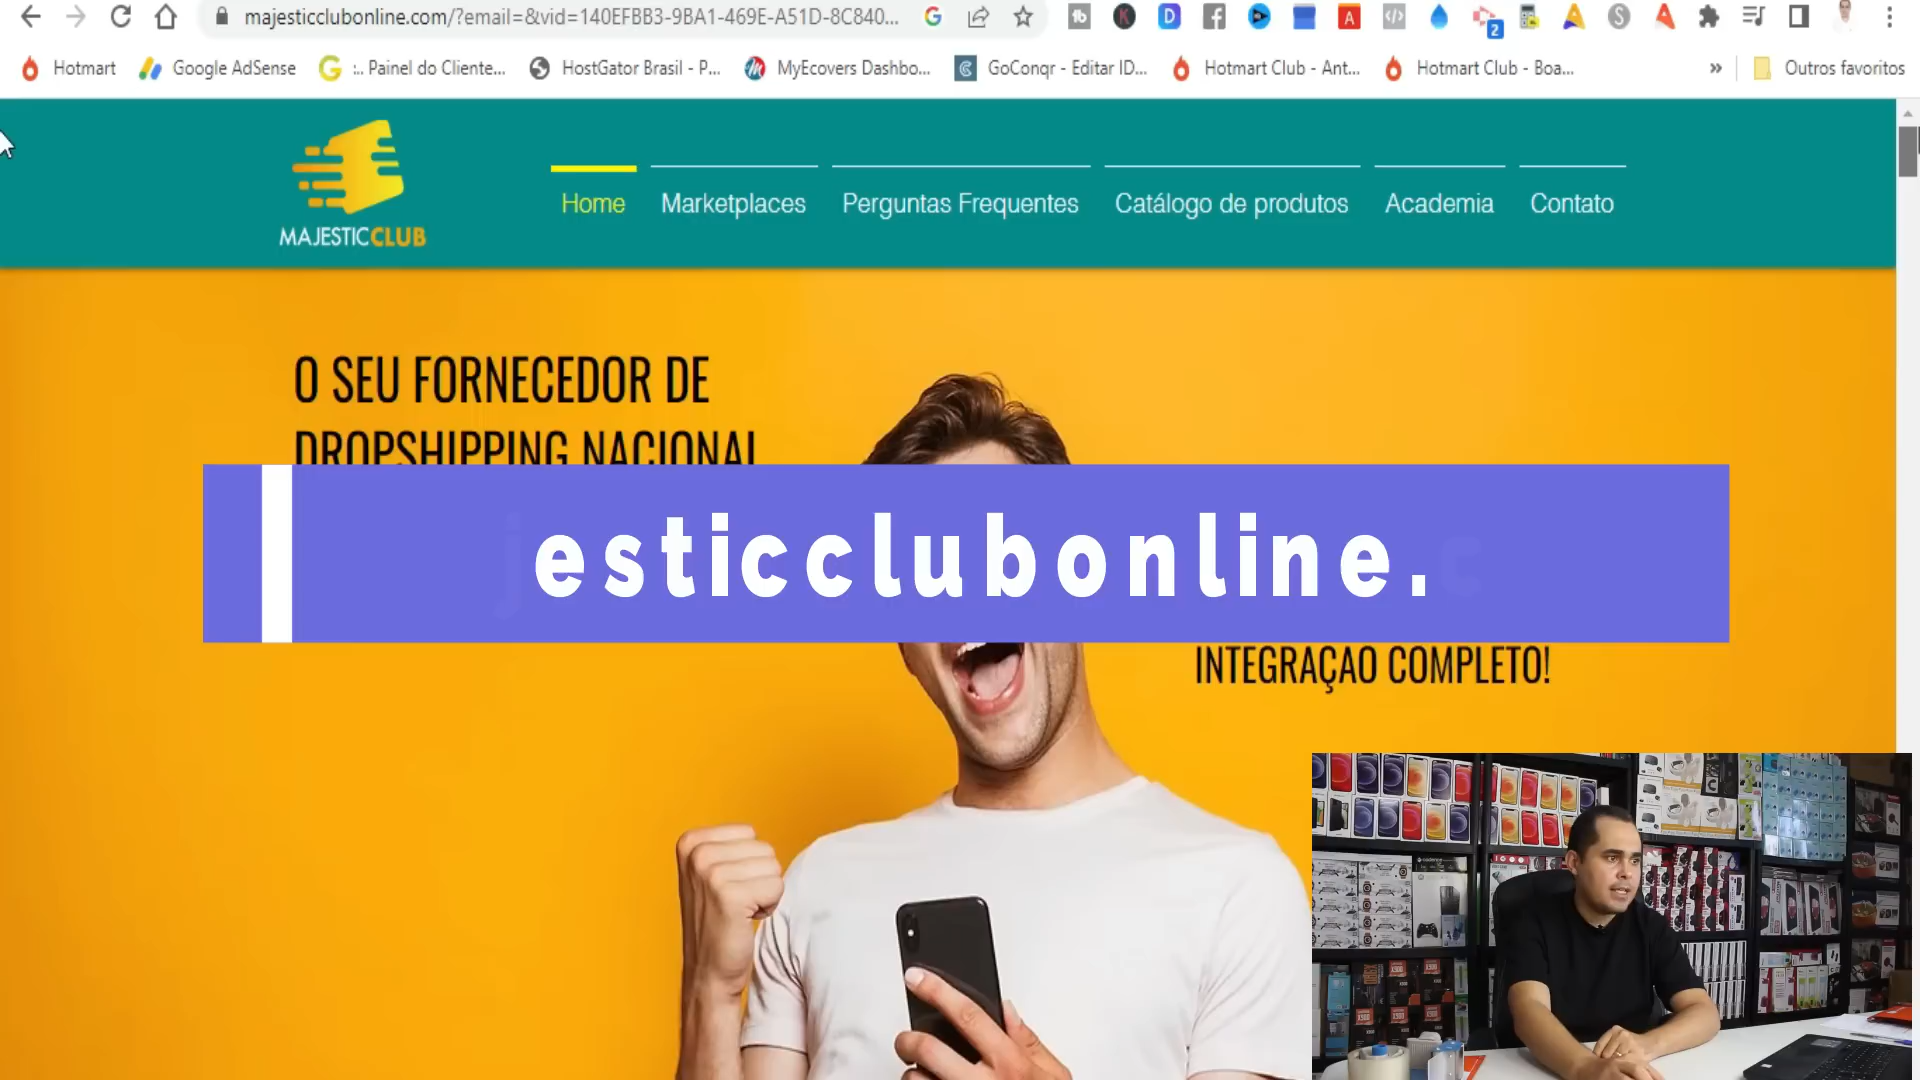 majesticclubonline.com/?email=&vid=140EFBB3-9BA1-469E-A51D-8C840...
Hotmart
Google AdSense
:.. Painel do Cliente...
HostGator Brasil - P...
MyEcovers Dashbo...
GoConqr - Editar ID...
Hotmart Club - Ant...
Hotmart Club - Boa...
»
Outros favoritos
MAJESTICCLUB
Home
Marketplaces
Perguntas Frequentes
Catálogo de produtos
Academia
Contato
O SEU FORNECEDOR DE
DROPSHIPPING NACIONAL
jesticclubonline.c
INTEGRAÇAO COMPLETO!